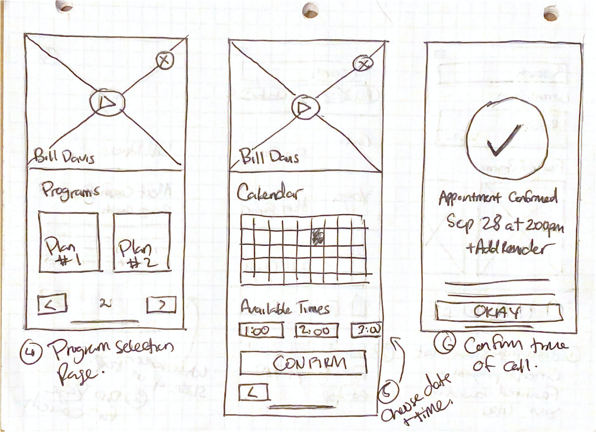 X
Bill Davis
Programs
Plan
#1
Plan
#2
<
>
④ Program selection
Page.
X
Bill Davis
Calendar
Available Times
1:00
2:00
3:00
CONFIRM
<
⑤
Choose date
+ times
Appointment Confirmed
Sep 28 at 2:00pm
+ Add Reminder
OKAY
⑥ Confirm time
of call.